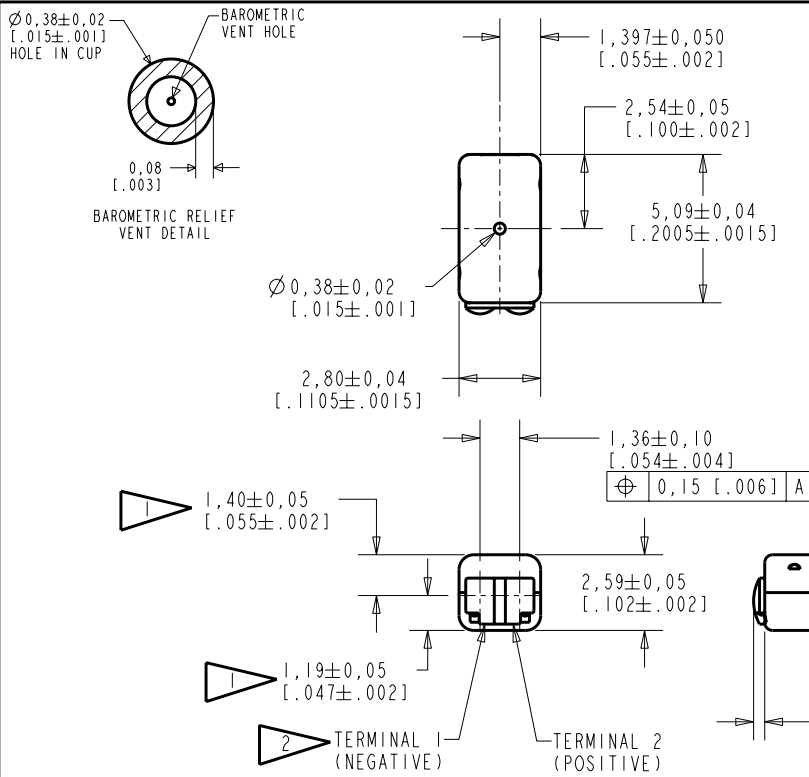 Ø0,38±0,02
[.015±.001]
HOLE IN CUP
BAROMETRIC
VENT HOLE
0,08
[.003]
BAROMETRIC RELIEF
VENT DETAIL
1,397±0,050
[.055±.002]
2,54±0,05
[.100±.002]
5,09±0,04
[.2005±.0015]
Ø0,38±0,02
[.015±.001]
2,80±0,04
[.1105±.0015]
1,36±0,10
[.054±.004]
⌖ 0,15 [.006] A
1 1,40±0,05
[.055±.002]
2,59±0,05
[.102±.002]
1 1,19±0,05
[.047±.002]
2 TERMINAL 1
(NEGATIVE)
TERMINAL 2
(POSITIVE)